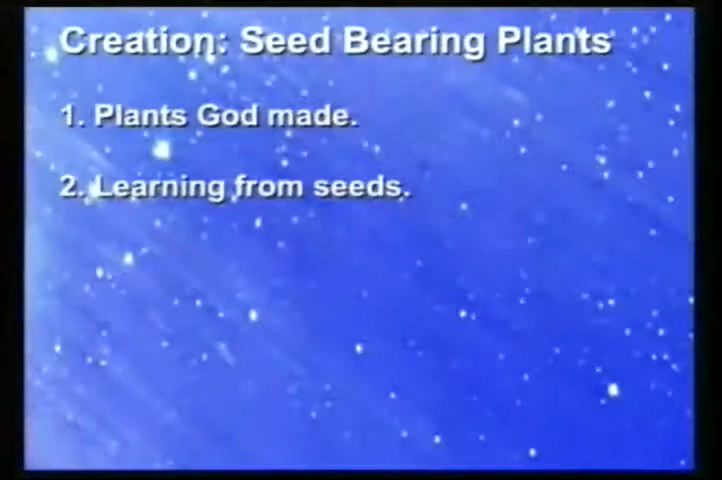 Creation: Seed Bearing Plants
1. Plants God made.
2. Learning from seeds.